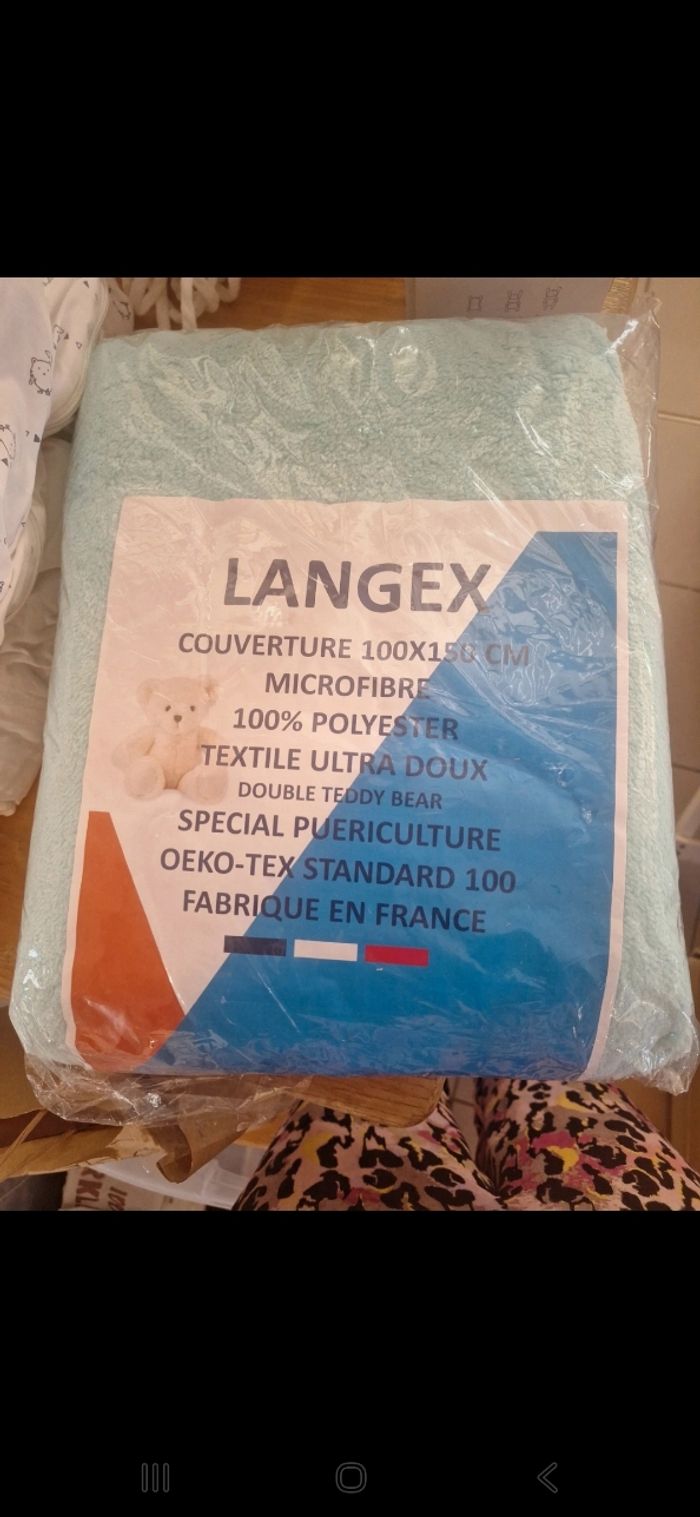 LANGEX
COUVERTURE 100X150 CM
MICROFIBRE
100% POLYESTER
TEXTILE ULTRA DOUX
DOUBLE TEDDY BEAR
SPECIAL PUERICULTURE
OEKO-TEX STANDARD 100
FABRIQUE EN FRANCE